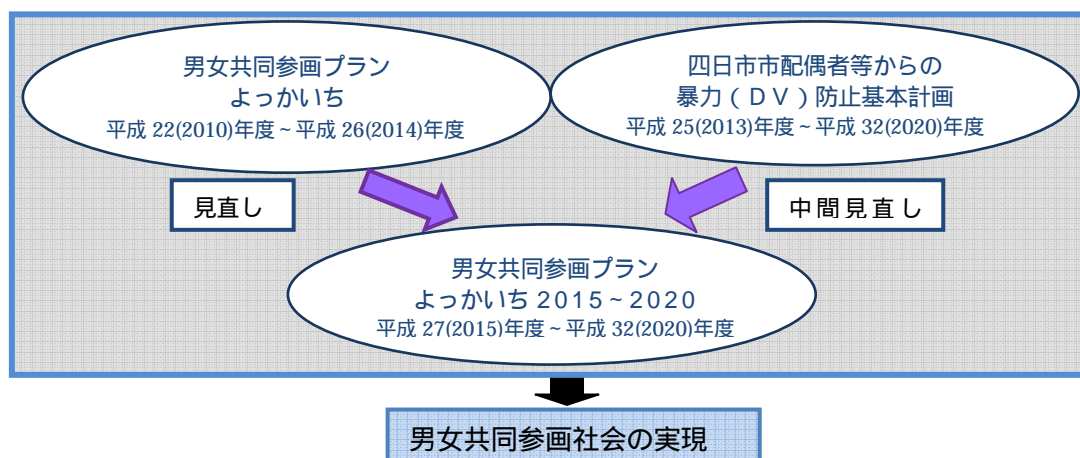 男女共同参画プラン
よっかいち
平成 22(2010)年度～平成 26(2014)年度
四日市市配偶者等からの
暴力(DV)防止基本計画
平成 25(2013)年度～平成 32(2020)年度
見直し
中間見直し
男女共同参画プラン
よっかいち 2015～2020
平成 27(2015)年度～平成 32(2020)年度
男女共同参画社会の実現